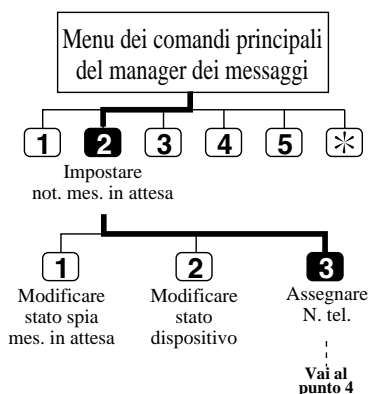 Menu dei comandi principali
del manager dei messaggi
1 2 3 4 5 ✳
Impostare
not. mes. in attesa
1 2 3
Modificare
stato spia
mes. in attesa
Modificare
stato
dispositivo
Assegnare
N. tel.
Vai al
punto 4